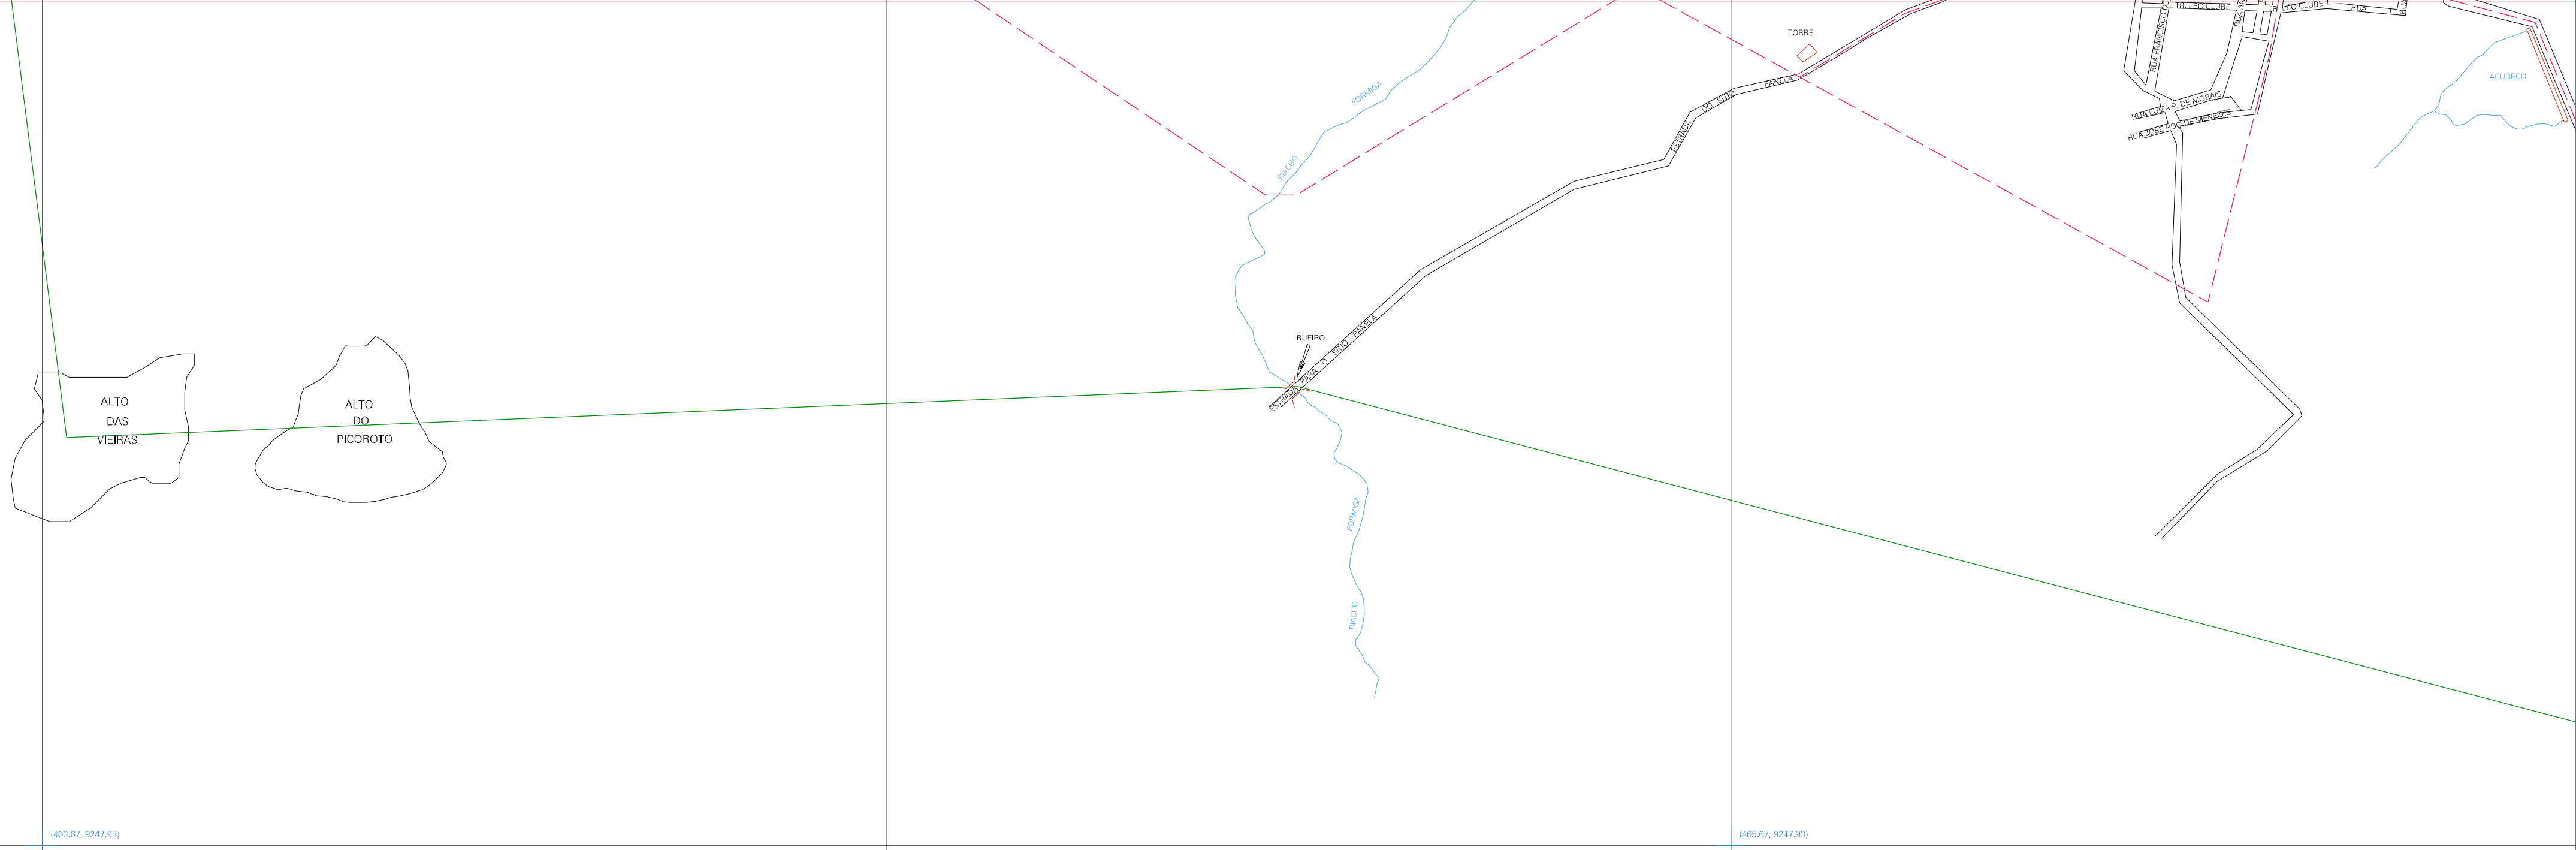 TORRE
TR. LEO CLUBE
TR. LEO CLUBE
RUA
RUA FRANCISCO
FORMIGA
RIACHO
ESTRADA DO SITIO PANELA
ACUDECO
RUA LUIZA P. DE MORAIS
RUA JOSE RDO DE MENEZES
BUEIRO
ESTRADA PARA O SITIO PANELA
ALTO
DAS
VIEIRAS
ALTO
DO
PICOROTO
FORMIGA
RIACHO
(463.67, 9247.93)
(465.67, 9247.93)